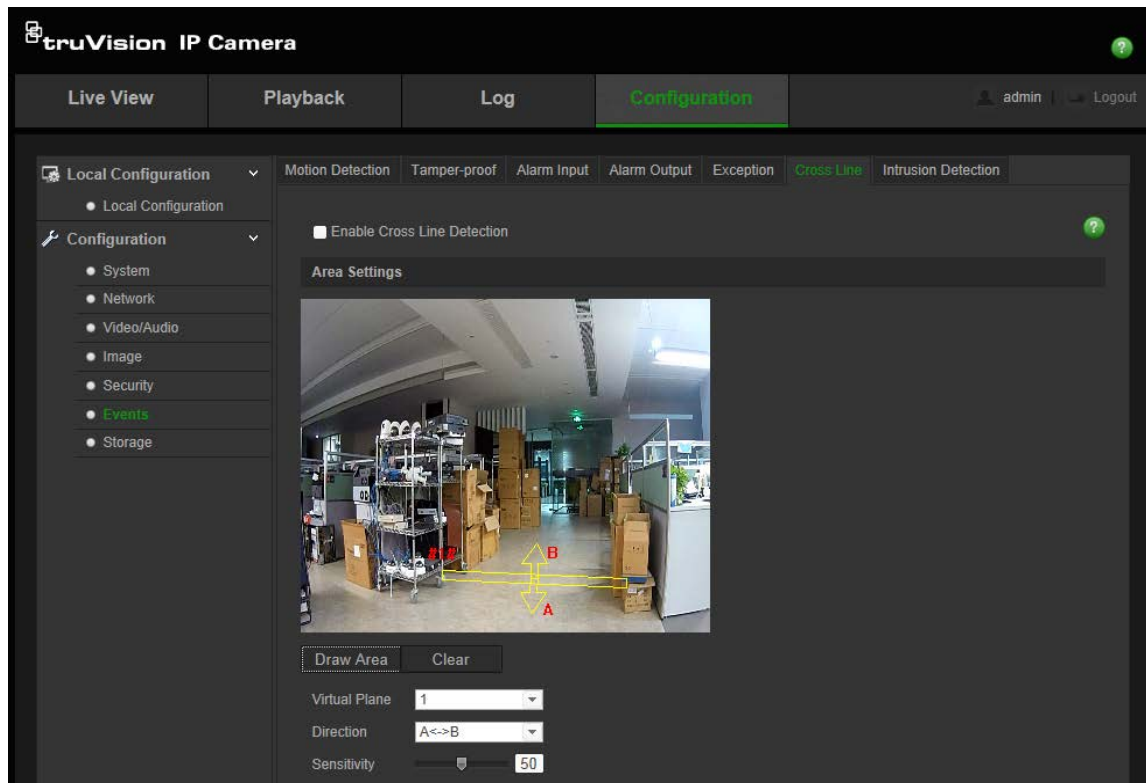 truVision IP Camera
?
Live View Playback Log Configuration admin | Logout
Local Configuration
Local Configuration
Configuration
System
Network
Video/Audio
Image
Security
Events
Storage
Motion Detection Tamper-proof Alarm Input Alarm Output Exception Cross Line Intrusion Detection
Enable Cross Line Detection ?
Area Settings
#1# B
A
Draw Area Clear
Virtual Plane 1
Direction A<->B
Sensitivity 50